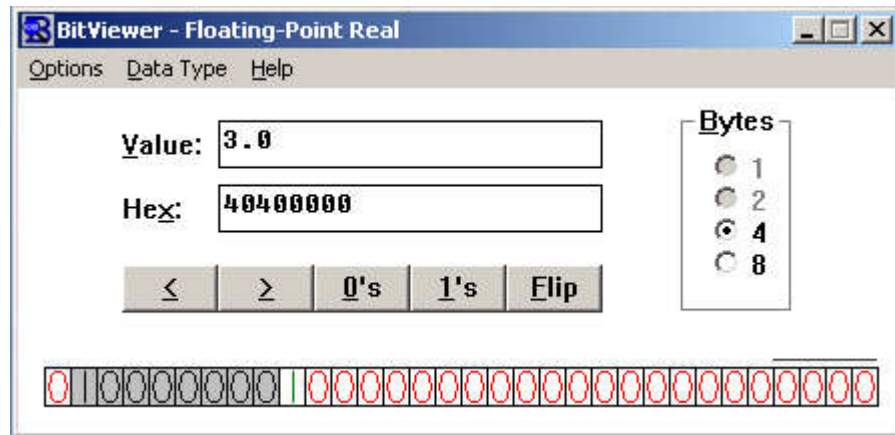 BitViewer - Floating-Point Real
Options Data Type Help
Value: 3.0
Hex: 40400000
Bytes
1
2
4
8
< > 0's 1's Flip
01000000010000000000000000000000